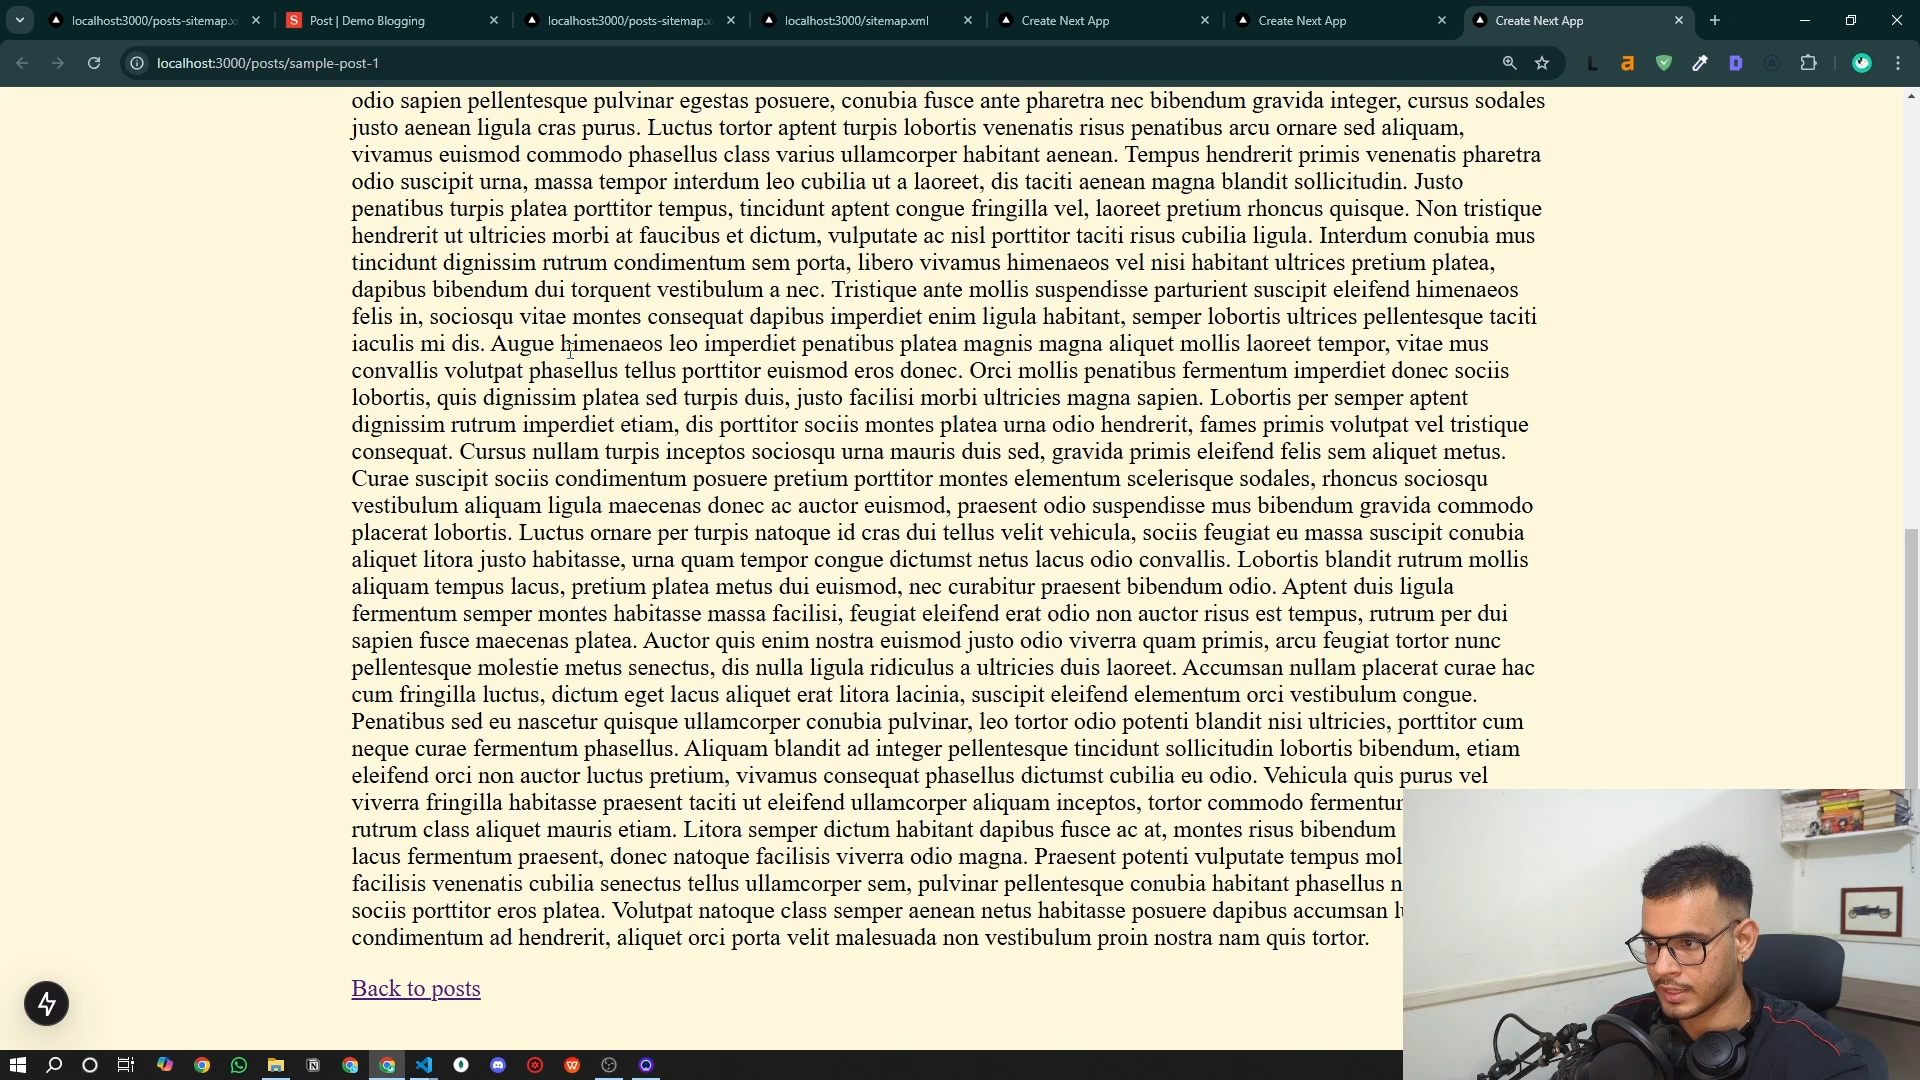 localhost:3000/posts-sitemap.x
Post | Demo Blogging
localhost:3000/posts-sitemap.x
localhost:3000/sitemap.xml
Create Next App
Create Next App
Create Next App
localhost:3000/posts/sample-post-1
odio sapien pellentesque pulvinar egestas posuere, conubia fusce ante pharetra nec bibendum gravida integer, cursus sodales
justo aenean ligula cras purus. Luctus tortor aptent turpis lobortis venenatis risus penatibus arcu ornare sed aliquam,
vivamus euismod commodo phasellus class varius ullamcorper habitant aenean. Tempus hendrerit primis venenatis pharetra
odio suscipit urna, massa tempor interdum leo cubilia ut a laoreet, dis taciti aenean magna blandit sollicitudin. Justo
penatibus turpis platea porttitor tempus, tincidunt aptent congue fringilla vel, laoreet pretium rhoncus quisque. Non tristique
hendrerit ut ultricies morbi at faucibus et dictum, vulputate ac nisl porttitor taciti risus cubilia ligula. Interdum conubia mus
tincidunt dignissim rutrum condimentum sem porta, libero vivamus himenaeos vel nisi habitant ultrices pretium platea,
dapibus bibendum dui torquent vestibulum a nec. Tristique ante mollis suspendisse parturient suscipit eleifend himenaeos
felis in, sociosqu vitae montes consequat dapibus imperdiet enim ligula habitant, semper lobortis ultrices pellentesque taciti
iaculis mi dis. Augue himenaeos leo imperdiet penatibus platea magnis magna aliquet mollis laoreet tempor, vitae mus
convallis volutpat phasellus tellus porttitor euismod eros donec. Orci mollis penatibus fermentum imperdiet donec sociis
lobortis, quis dignissim platea sed turpis duis, justo facilisi morbi ultricies magna sapien. Lobortis per semper aptent
dignissim rutrum imperdiet etiam, dis porttitor sociis montes platea urna odio hendrerit, fames primis volutpat vel tristique
consequat. Cursus nullam turpis inceptos sociosqu urna mauris duis sed, gravida primis eleifend felis sem aliquet metus.
Curae suscipit sociis condimentum posuere pretium porttitor montes elementum scelerisque sodales, rhoncus sociosqu
vestibulum aliquam ligula maecenas donec ac auctor euismod, praesent odio suspendisse mus bibendum gravida commodo
placerat lobortis. Luctus ornare per turpis natoque id cras dui tellus velit vehicula, sociis feugiat eu massa suscipit conubia
aliquet litora justo habitasse, urna quam tempor congue dictumst netus lacus odio convallis. Lobortis blandit rutrum mollis
aliquam tempus lacus, pretium platea metus dui euismod, nec curabitur praesent bibendum odio. Aptent duis ligula
fermentum semper montes habitasse massa facilisi, feugiat eleifend erat odio non auctor risus est tempus, rutrum per dui
sapien fusce maecenas platea. Auctor quis enim nostra euismod justo odio viverra quam primis, arcu feugiat tortor nunc
pellentesque molestie metus senectus, dis nulla ligula ridiculus a ultricies duis laoreet. Accumsan nullam placerat curae hac
cum fringilla luctus, dictum eget lacus aliquet erat litora lacinia, suscipit eleifend elementum orci vestibulum congue.
Penatibus sed eu nascetur quisque ullamcorper conubia pulvinar, leo tortor odio potenti blandit nisi ultricies, porttitor cum
neque curae fermentum phasellus. Aliquam blandit ad integer pellentesque tincidunt sollicitudin lobortis bibendum, etiam
eleifend orci non auctor luctus pretium, vivamus consequat phasellus dictumst cubilia eu odio. Vehicula quis purus vel
viverra fringilla habitasse praesent taciti ut eleifend ullamcorper aliquam inceptos, tortor commodo fermentum
rutrum class aliquet mauris etiam. Litora semper dictum habitant dapibus fusce ac at, montes risus bibendum
lacus fermentum praesent, donec natoque facilisis viverra odio magna. Praesent potenti vulputate tempus mol
facilisis venenatis cubilia senectus tellus ullamcorper sem, pulvinar pellentesque conubia habitant phasellus n
sociis porttitor eros platea. Volutpat natoque class semper aenean netus habitasse posuere dapibus accumsan lu
condimentum ad hendrerit, aliquet orci porta velit malesuada non vestibulum proin nostra nam quis tortor.
Back to posts